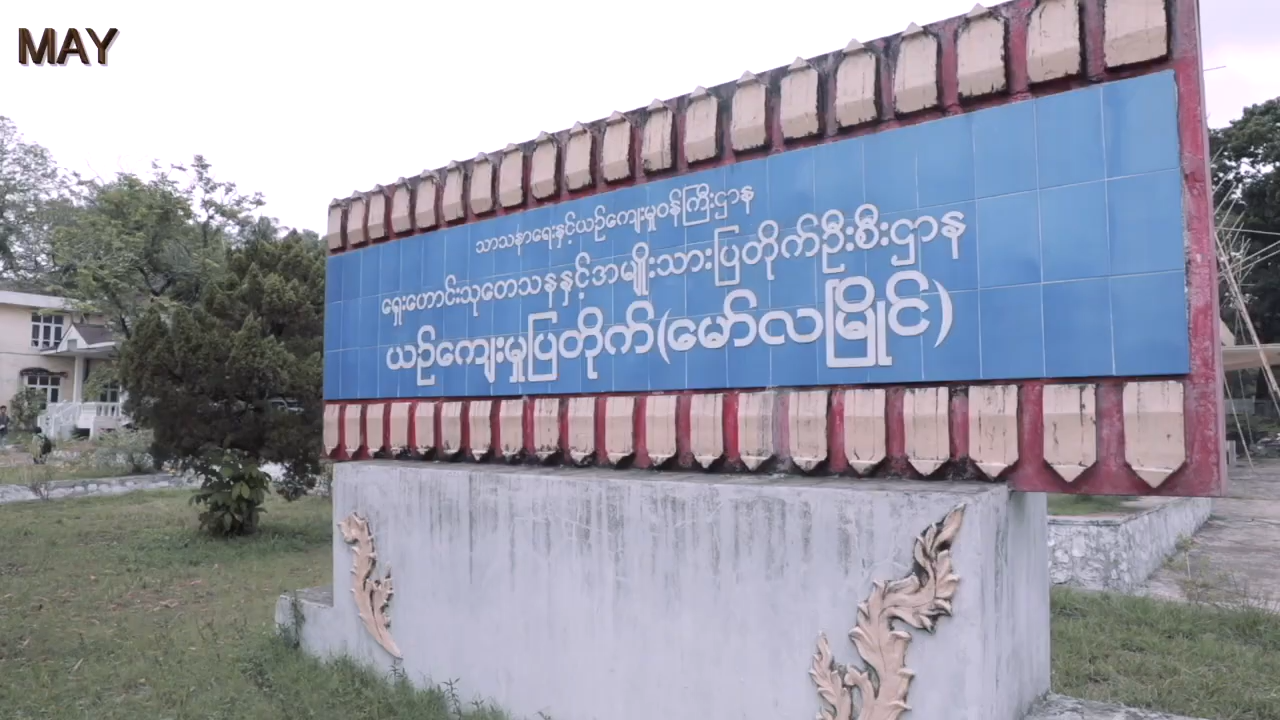 MAY
သာသနာရေးနှင့်ယဉ်ကျေးမှုဝန်ကြီးဌာန
ရှေးဟောင်းသုတေသနနှင့်အမျိုးသားပြတိုက်ဦးစီးဌာန
ယဉ်ကျေးမှုပြတိုက်(မော်လမြိုင်)